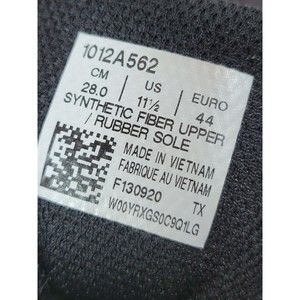 1012A562
CM US EURO
28.0 11½ 44
SYNTHETIC FIBER UPPER
/ RUBBER SOLE
MADE IN VIETNAM
FABRIQUE AU VIETNAM
F130920 TX
W00YRXGS0C9Q1LG